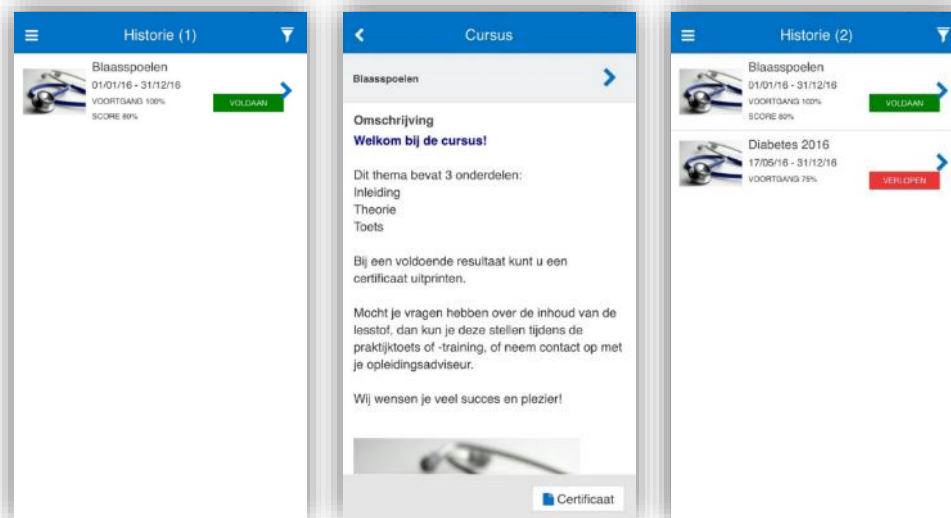 Historie (1)
Blaasspoelen
01/01/16 - 31/12/16
VOORTGANG 100%
VOLDAAN
SCORE 80%
Cursus
Blaasspoelen
Omschrijving
Welkom bij de cursus!
Dit thema bevat 3 onderdelen:
Inleiding
Theorie
Toets
Bij een voldoende resultaat kunt u een
certificaat uitprinten.
Mocht je vragen hebben over de inhoud van de
lesstof, dan kun je deze stellen tijdens de
praktijktoets of -training, of neem contact op met
je opleidingsadviseur.
Wij wensen je veel succes en plezier!
Certificaat
Historie (2)
Blaasspoelen
01/01/16 - 31/12/16
VOORTGANG 100%
VOLDAAN
SCORE 80%
Diabetes 2016
17/05/16 - 31/12/16
VOORTGANG 75%
VERLOPEN